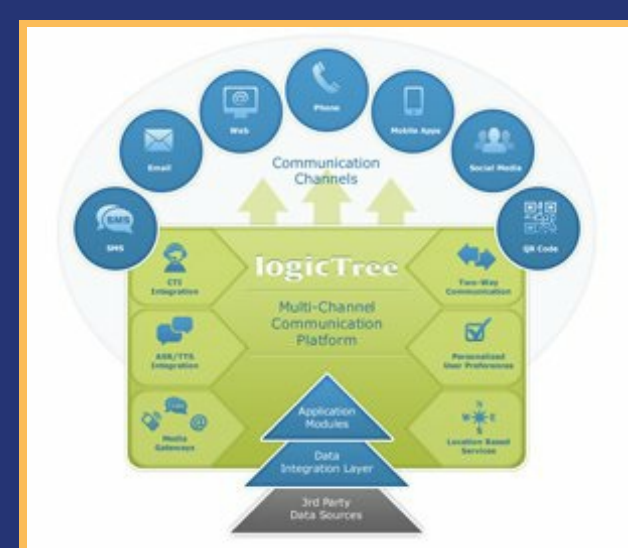 Phone
Web
Mobile Apps
Email
Social Media
Communication
Channels
SMS
SMS
QR Code
logicTree
Multi-Channel
Communication
Platform
CTI
Integration
Two-Way
Communication
ASR/TTS
Integration
Personalized
User Preferences
Media
Gateways
@
N
W E
S
Location Based
Services
Application
Modules
Data
Integration Layer
3rd Party
Data Sources